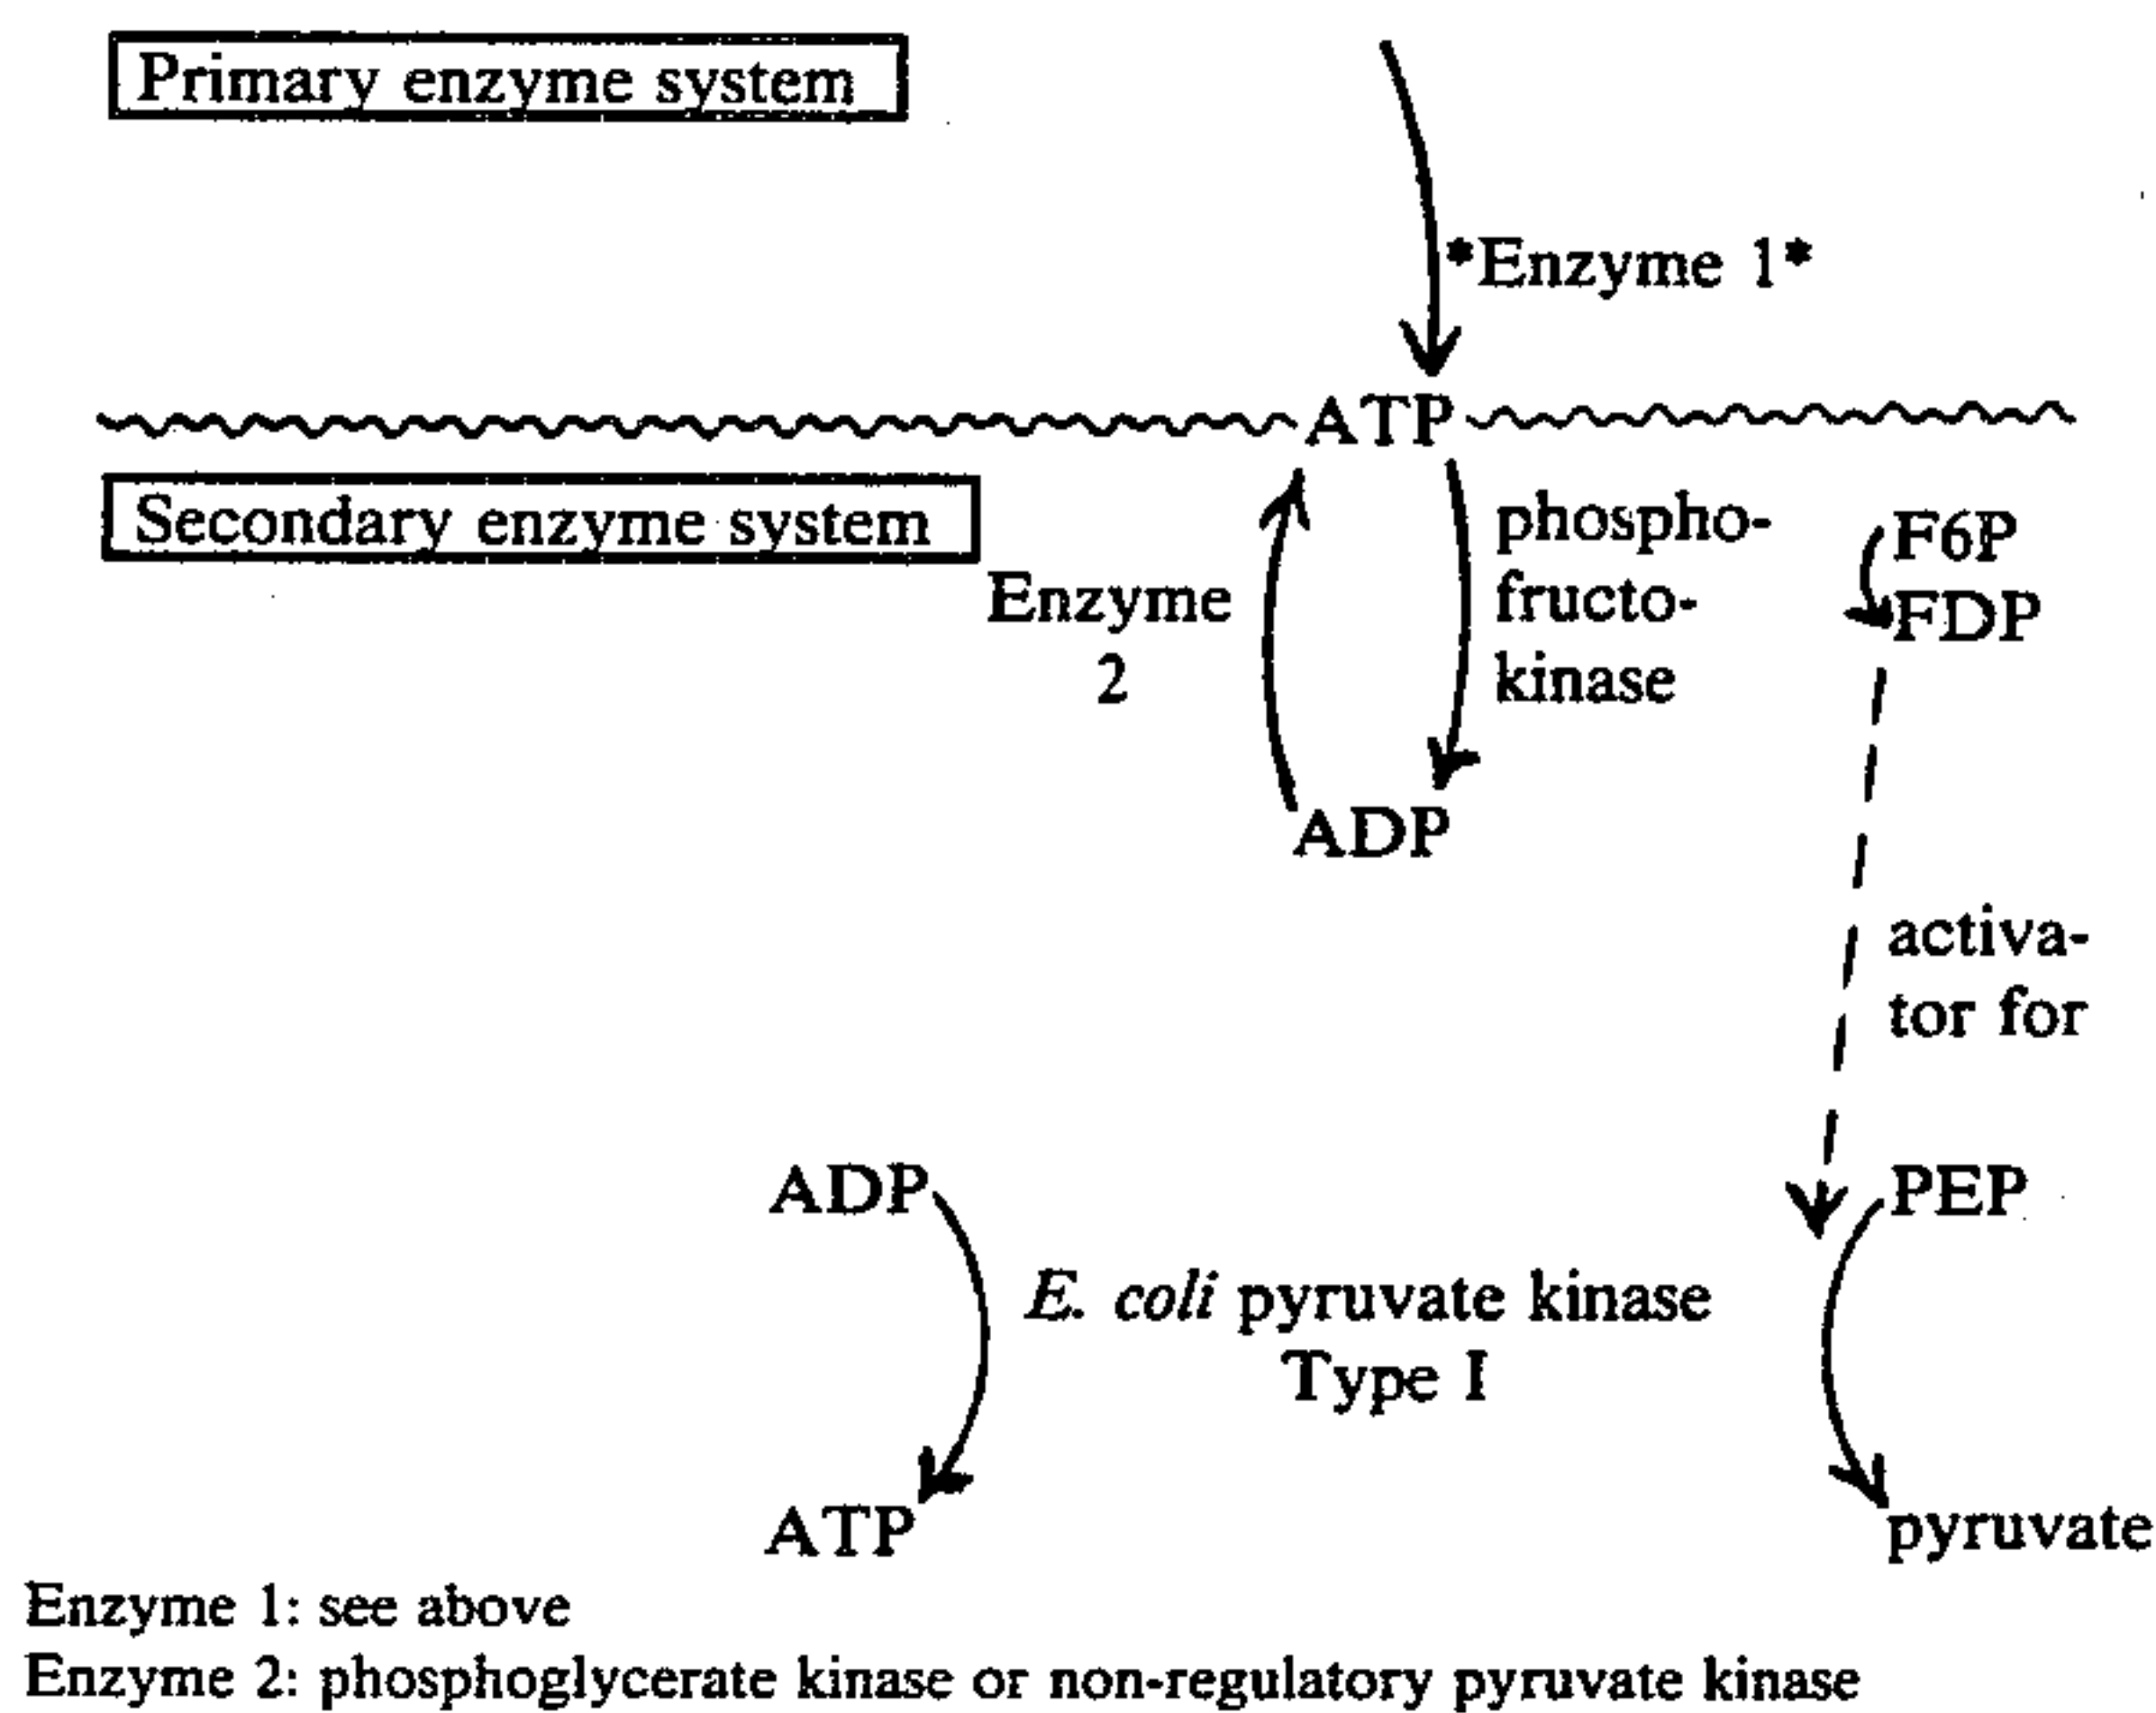 Primary enzyme system
*Enzyme 1*
ATP
Secondary enzyme system
Enzyme
2
phospho-
fructo-
kinase
F6P
FDP
ADP
activa-
tor for
ADP
PEP
E. coli pyruvate kinase
Type I
ATP
pyruvate
Enzyme 1: see above
Enzyme 2: phosphoglycerate kinase or non-regulatory pyruvate kinase